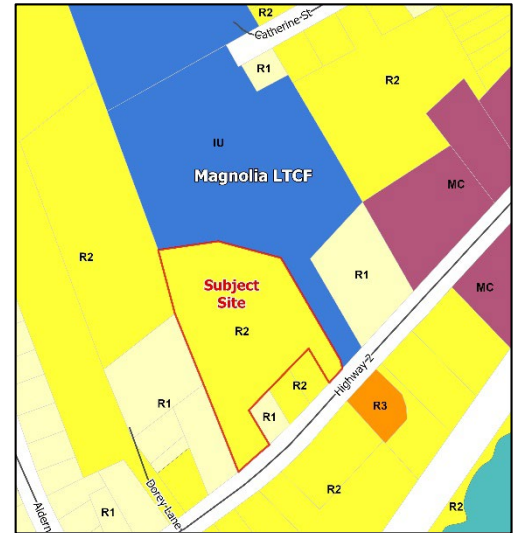 R2
Catherine St
R1
R2
IU
Magnolia LTCF
MC
R2
R1
MC
Subject
Site
R2
R2
Highway 2
R1
R3
R1
Dorey Lane
R2
R2
Aldern
R1